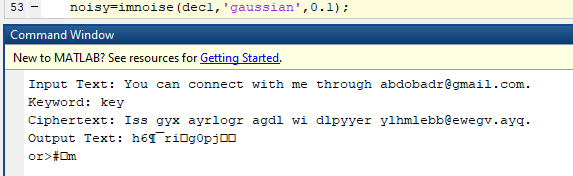 53 — noisy=imnoise(decl,'gaussian',0.1);
Command Window
New to MATLAB? See resources for Getting Started.
Input Text: You can connect with me through abdobadr@gmail.com.
Keyword: key
Ciphertext: Iss gyx ayrlogr agdl wi dlpyyer ylhmlebb@ewegv.ayq.
Output Text: h6¶¯ri□g0pj□□
or>#□m